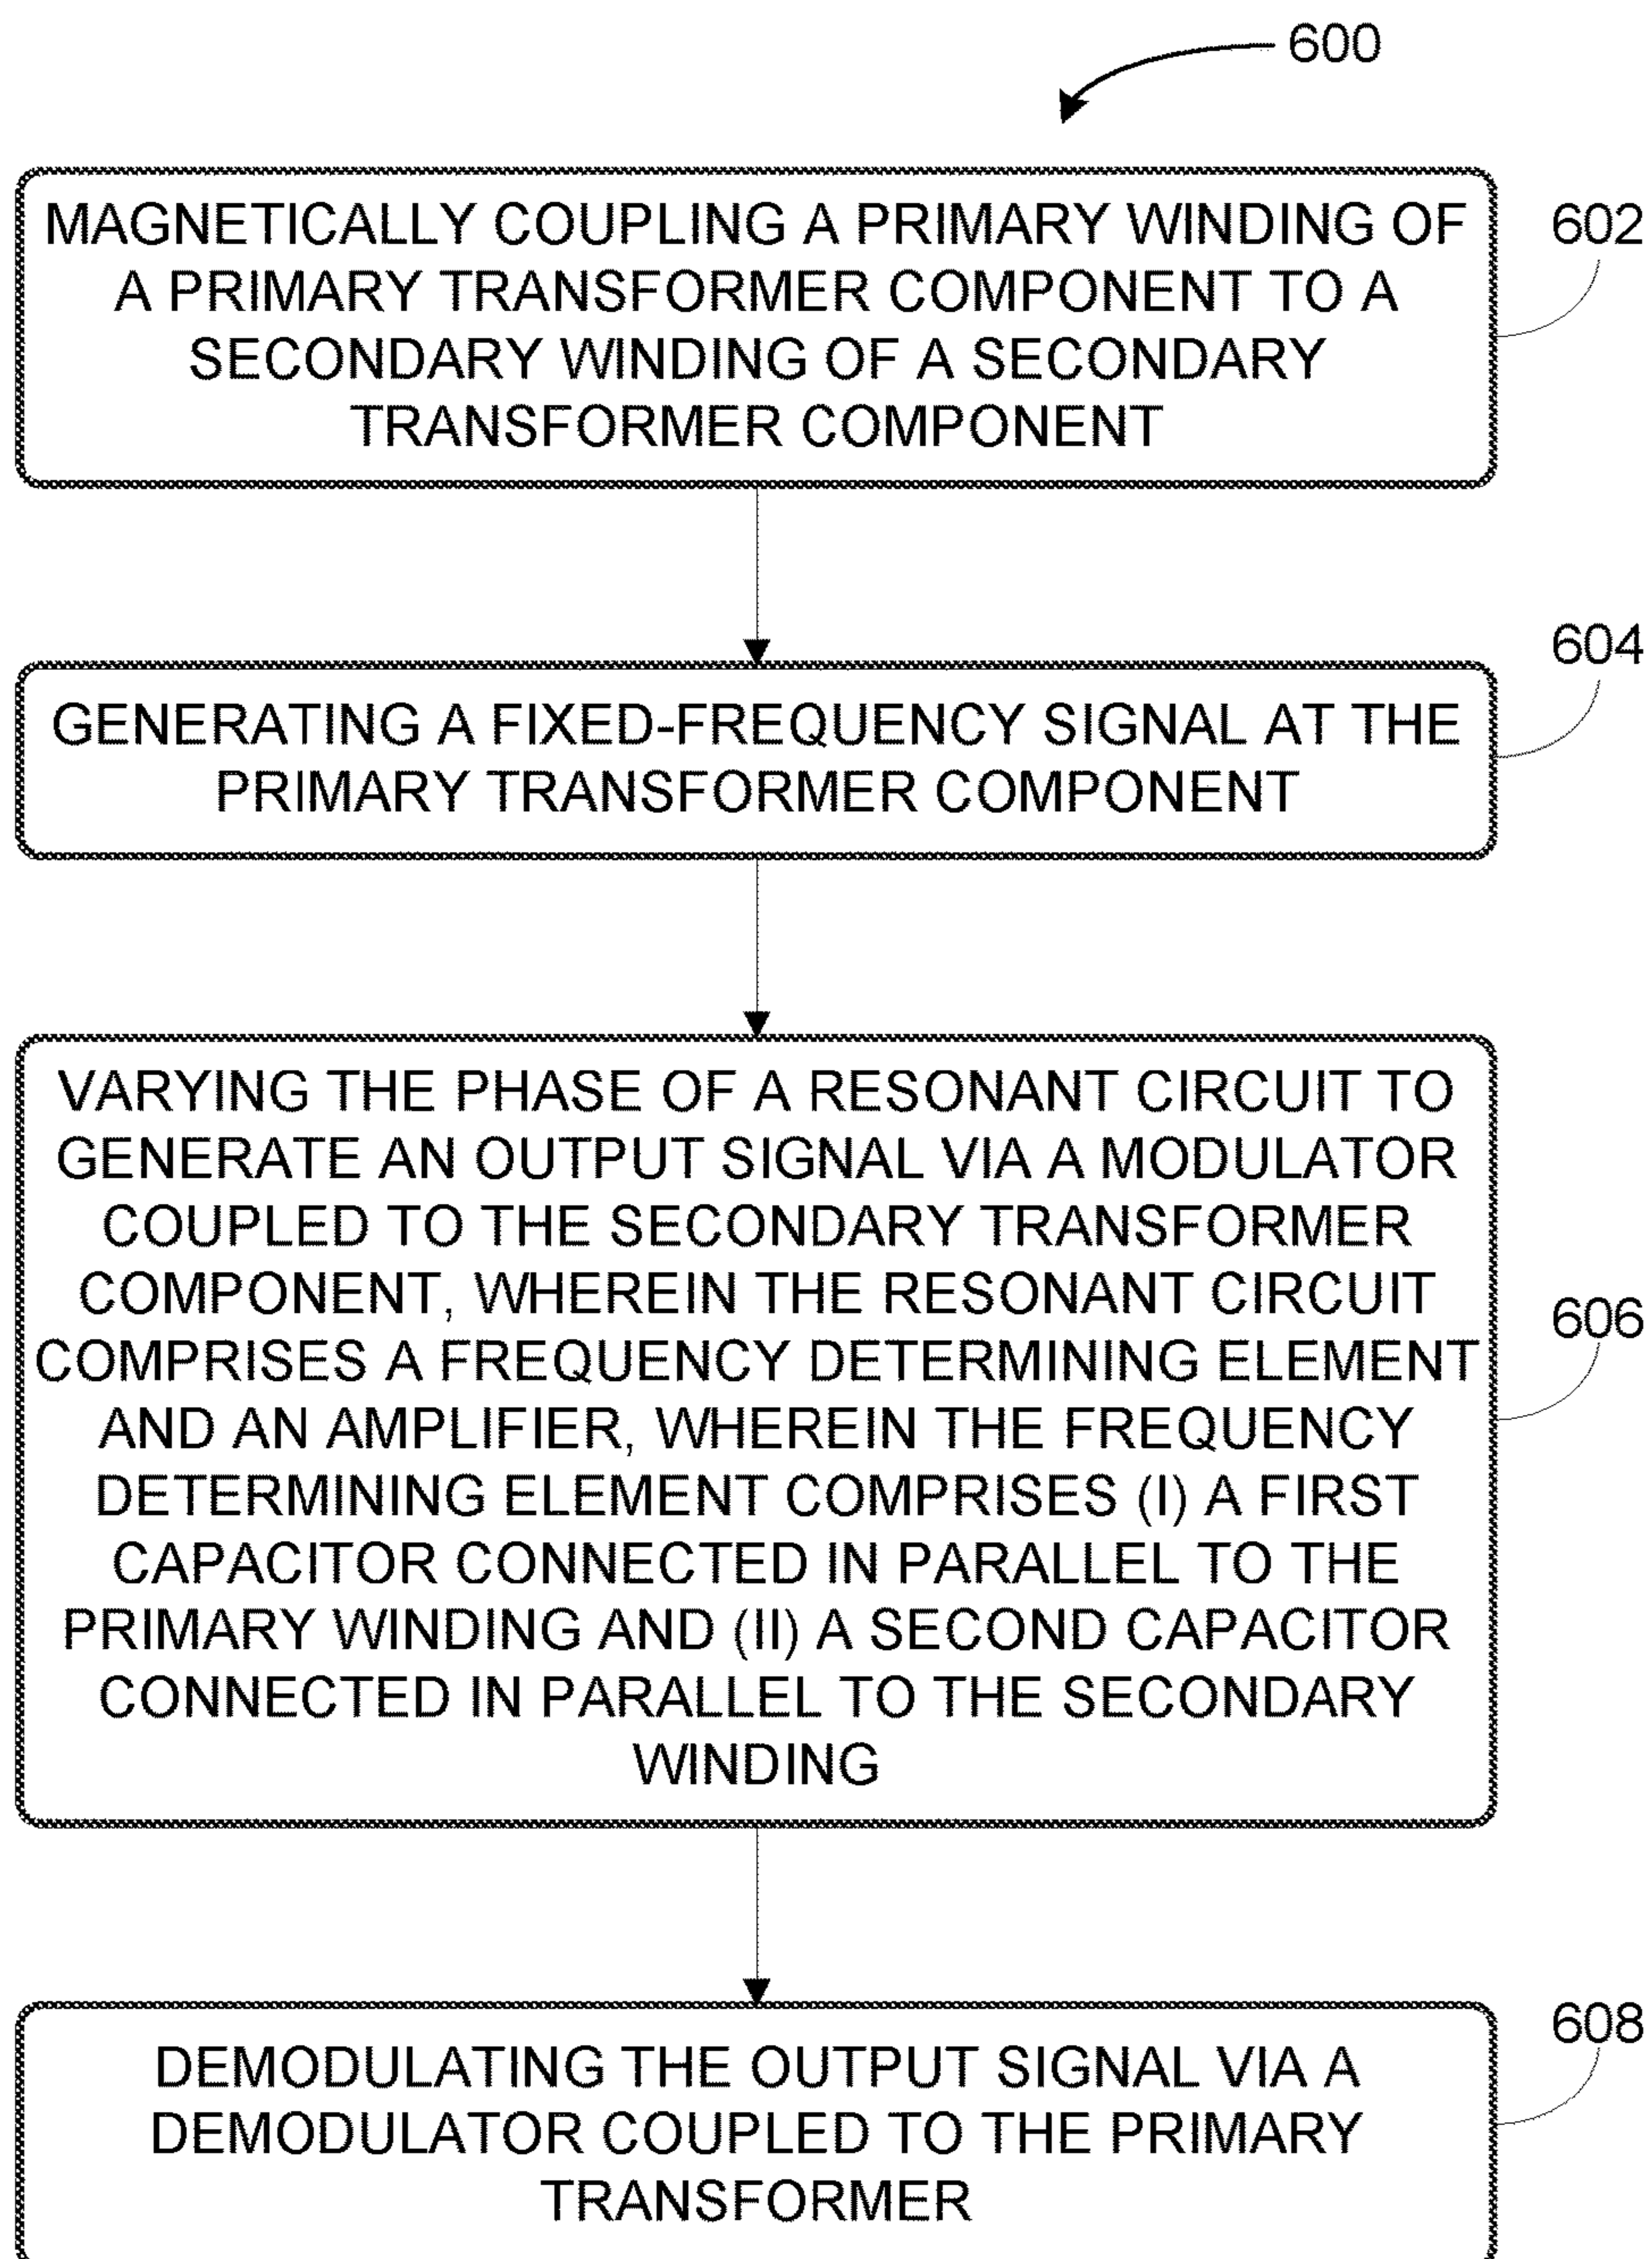 600
MAGNETICALLY COUPLING A PRIMARY WINDING OF
A PRIMARY TRANSFORMER COMPONENT TO A
SECONDARY WINDING OF A SECONDARY
TRANSFORMER COMPONENT
602
GENERATING A FIXED-FREQUENCY SIGNAL AT THE
PRIMARY TRANSFORMER COMPONENT
604
VARYING THE PHASE OF A RESONANT CIRCUIT TO
GENERATE AN OUTPUT SIGNAL VIA A MODULATOR
COUPLED TO THE SECONDARY TRANSFORMER
COMPONENT, WHEREIN THE RESONANT CIRCUIT
COMPRISES A FREQUENCY DETERMINING ELEMENT
AND AN AMPLIFIER, WHEREIN THE FREQUENCY
DETERMINING ELEMENT COMPRISES (I) A FIRST
CAPACITOR CONNECTED IN PARALLEL TO THE
PRIMARY WINDING AND (II) A SECOND CAPACITOR
CONNECTED IN PARALLEL TO THE SECONDARY
WINDING
606
DEMODULATING THE OUTPUT SIGNAL VIA A
DEMODULATOR COUPLED TO THE PRIMARY
TRANSFORMER
608